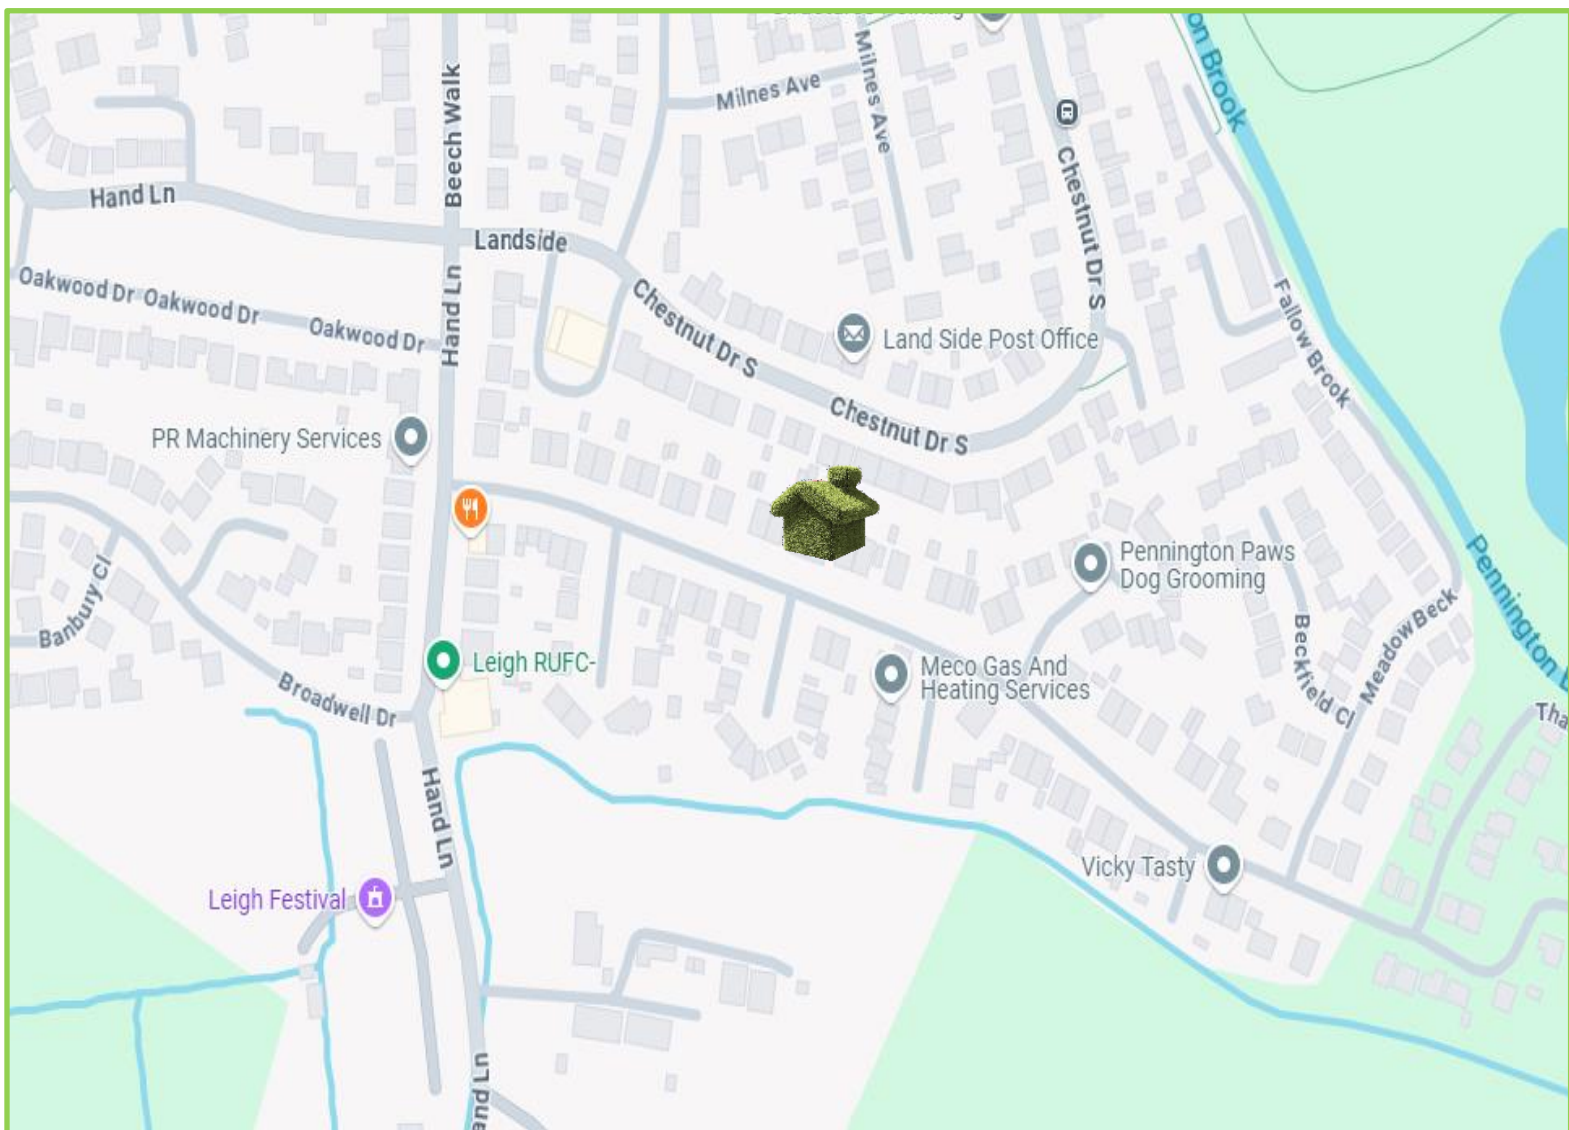 Milnes Ave
Milnes Ave
on Brook
Beech Walk
Hand Ln
Landside
Chestnut Dr S
Oakwood Dr
Oakwood Dr
Oakwood Dr
Hand Ln
Chestnut Dr S
Land Side Post Office
Fallow Brook
Chestnut Dr S
PR Machinery Services
Pennington Paws
Dog Grooming
Banbury Cl
Pennington
Meadow Beck
Beckfield Cl
Leigh RUFC-
Meco Gas And
Heating Services
Broadwell Dr
Tha
Hand Ln
Vicky Tasty
Leigh Festival
and Ln